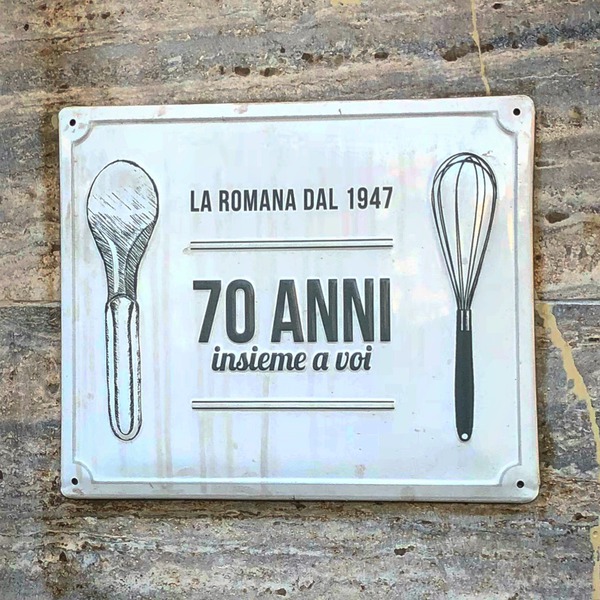 LA ROMANA DAL 1947
70 ANNI
insieme a voi